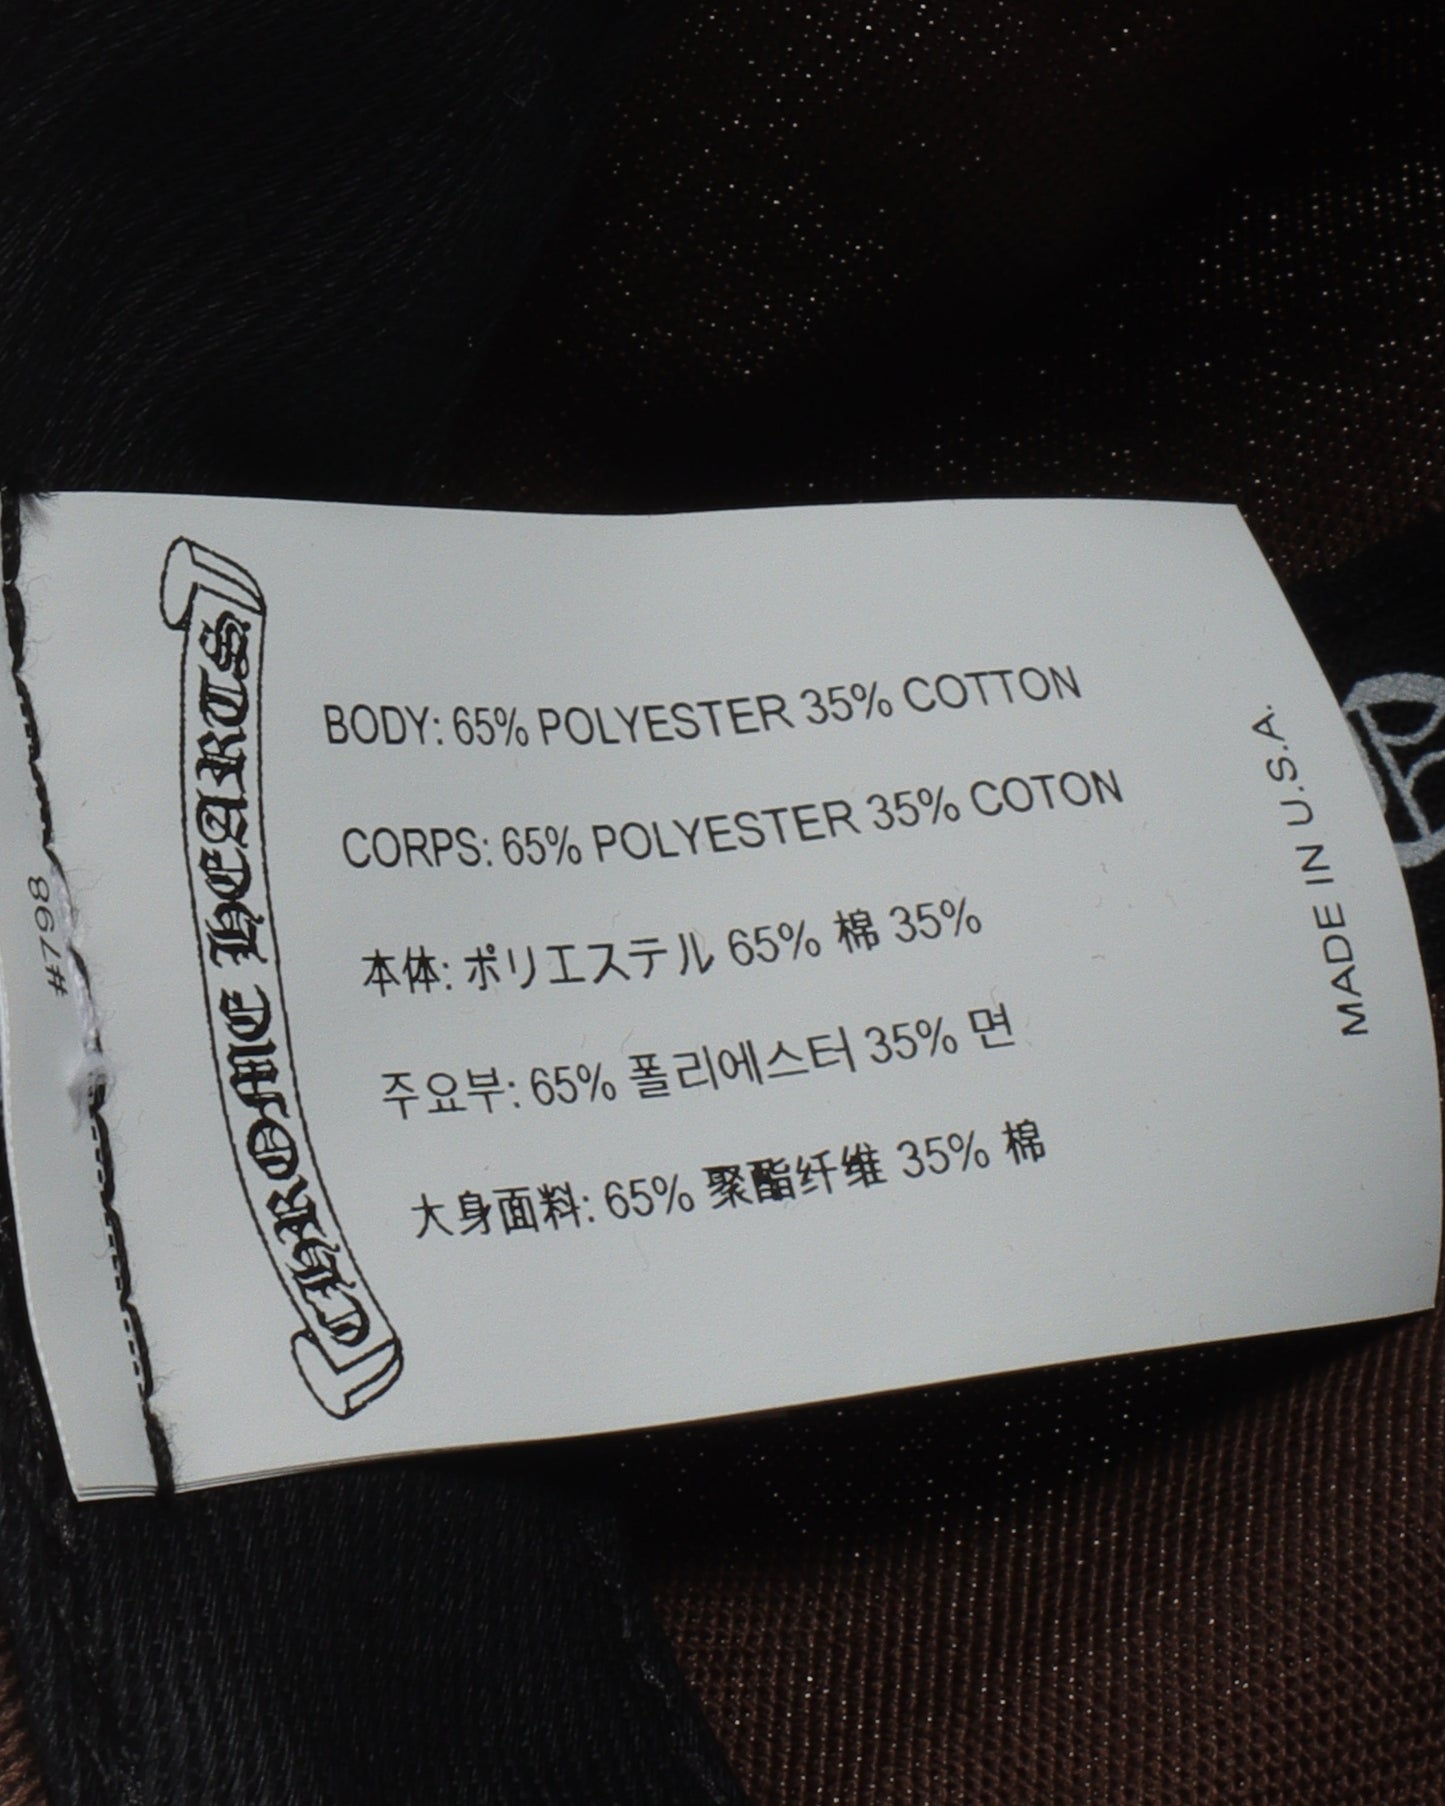 #798
CHROME HEARTS
BODY: 65% POLYESTER 35% COTTON
CORPS: 65% POLYESTER 35% COTON
本体: ポリエステル 65% 棉 35%
주요부: 65% 폴리에스터 35% 면
大身面料: 65% 聚酯纤维 35% 棉
MADE IN U.S.A.